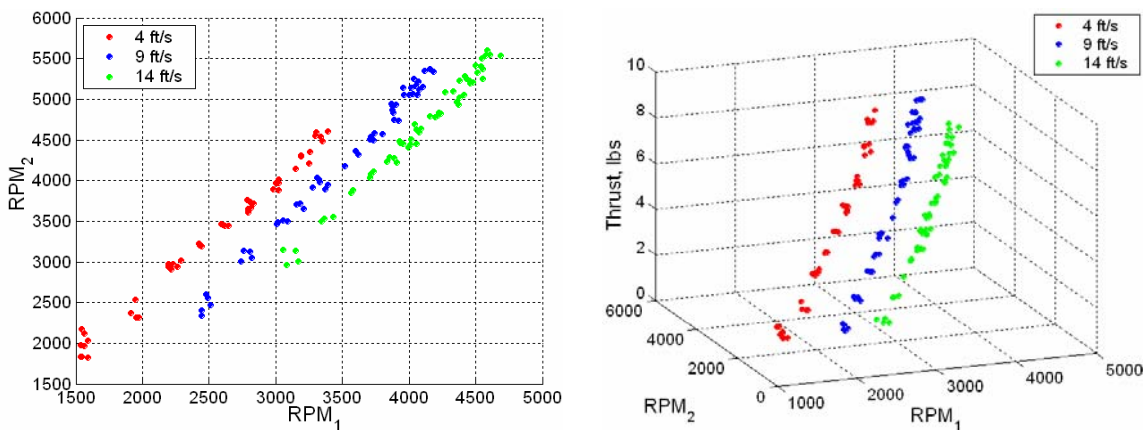 6000
5500
5000
4500
4000
3500
3000
2500
2000
1500
RPM2
4 ft/s
9 ft/s
14 ft/s
1500 2000 2500 3000 3500 4000 4500 5000
RPM1
4 ft/s
9 ft/s
14 ft/s
10
8
6
4
2
0
Thrust, lbs
6000
4000
2000
0
RPM2
1000 2000 3000 4000 5000
RPM1